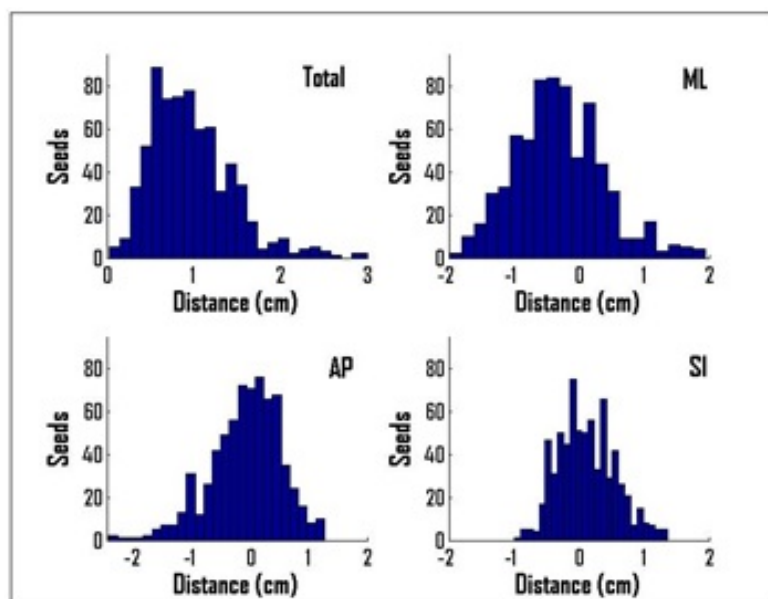 Total
Seeds
80
60
40
20
0
0 1 2 3
Distance (cm)
ML
Seeds
80
60
40
20
0
-2 -1 0 1 2
Distance (cm)
AP
Seeds
80
60
40
20
0
-2 -1 0 1 2
Distance (cm)
SI
Seeds
80
60
40
20
0
-2 -1 0 1 2
Distance (cm)